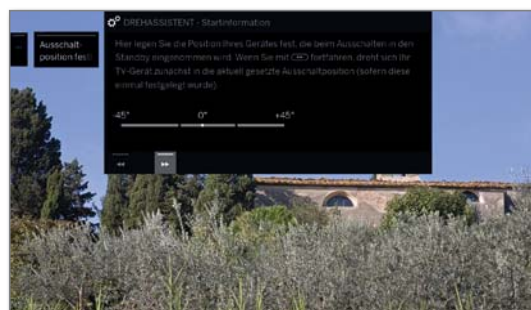 DREHASSISTENT - Startinformation
Ausschalt-
position fest
Hier legen Sie die Position Ihres Gerätes fest, die beim Ausschalten in den
Standby eingenommen wird. Wenn Sie mit fortfahren, dreht sich Ihr
TV-Gerät zunächst in die aktuell gesetzte Ausschaltposition (sofern diese
einmal festgelegt wurde).
-45° 0° +45°